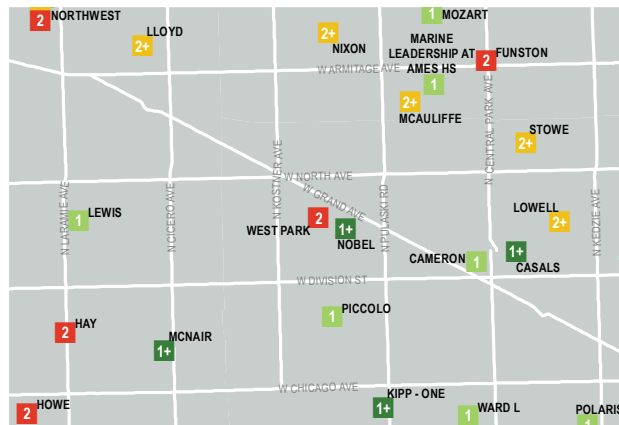 2 NORTHWEST
LLOYD
2+
NIXON
2+
1 MOZART
MARINE
LEADERSHIP AT
AMES HS
1
2 FUNSTON
W ARMITAGE AVE
2+
MCAULLIFFE
N CENTRAL PARK AVE
STOWE
2+
N KOSTNER AVE
W NORTH AVE
W GRAND AVE
N LARAMIE AVE
N CICERO AVE
N PULASKI RD
N KEDZIE AVE
1 LEWIS
WEST PARK 2
1+
NOBEL
LOWELL
2+
CAMERON 1
1+
CASALS
W DIVISION ST
PICCOLO
1
2 HAY
MCNAIR
1+
W CHICAGO AVE
2 HOWE
KIPP - ONE
1+
1 WARD L
POLARIS
1